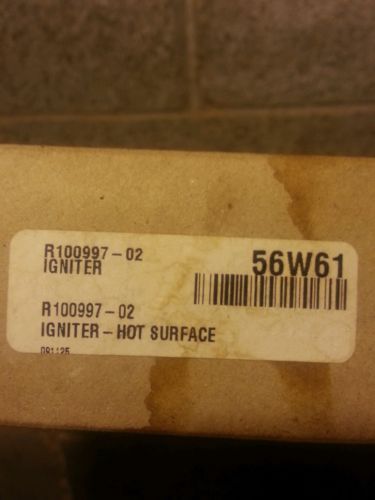 R100997-02
IGNITER
56W61
R100997-02
IGNITER-HOT SURFACE